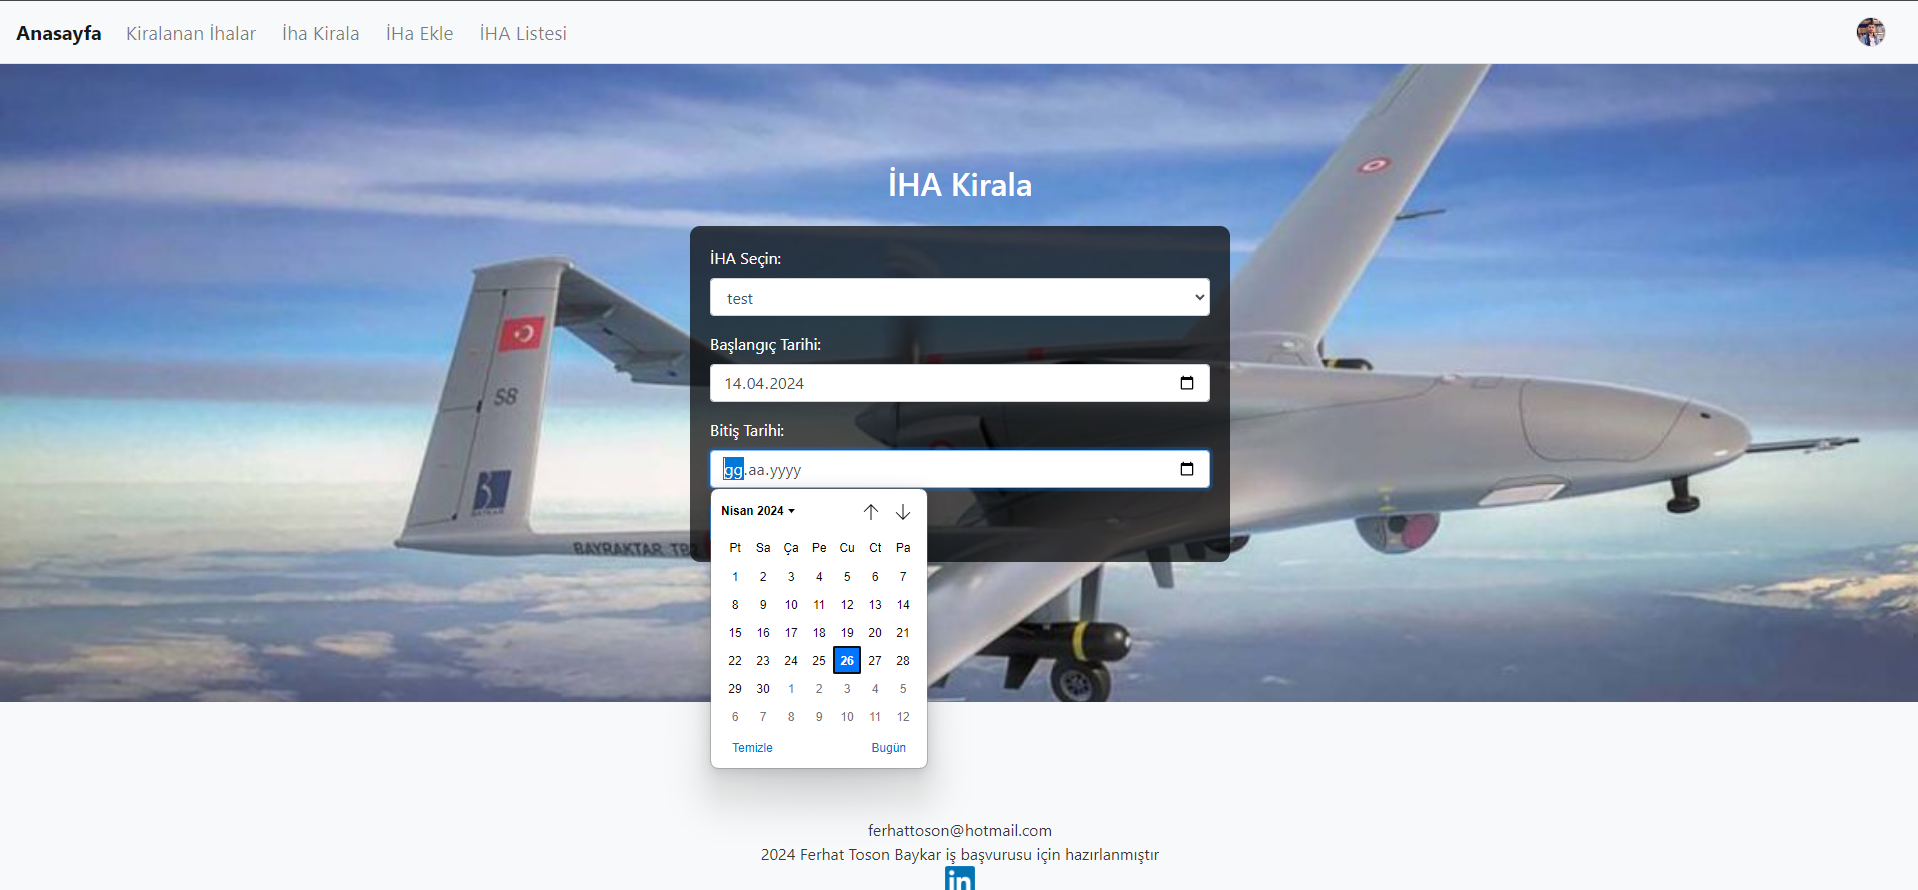 Anasayfa Kiralanan İhalar İha Kirala İHa Ekle İHA Listesi
İHA Kirala
İHA Seçin:
test
Başlangıç Tarihi:
14.04.2024
Bitiş Tarihi:
gg.aa.yyyy
S8
BAYKAR
BAYRAKTAR TB2
Nisan 2024
Pt Sa Ça Pe Cu Ct Pa
1 2 3 4 5 6 7
8 9 10 11 12 13 14
15 16 17 18 19 20 21
22 23 24 25 26 27 28
29 30 1 2 3 4 5
6 7 8 9 10 11 12
Temizle Bugün
ferhattoson@hotmail.com
2024 Ferhat Toson Baykar iş başvurusu için hazırlanmıştır
in